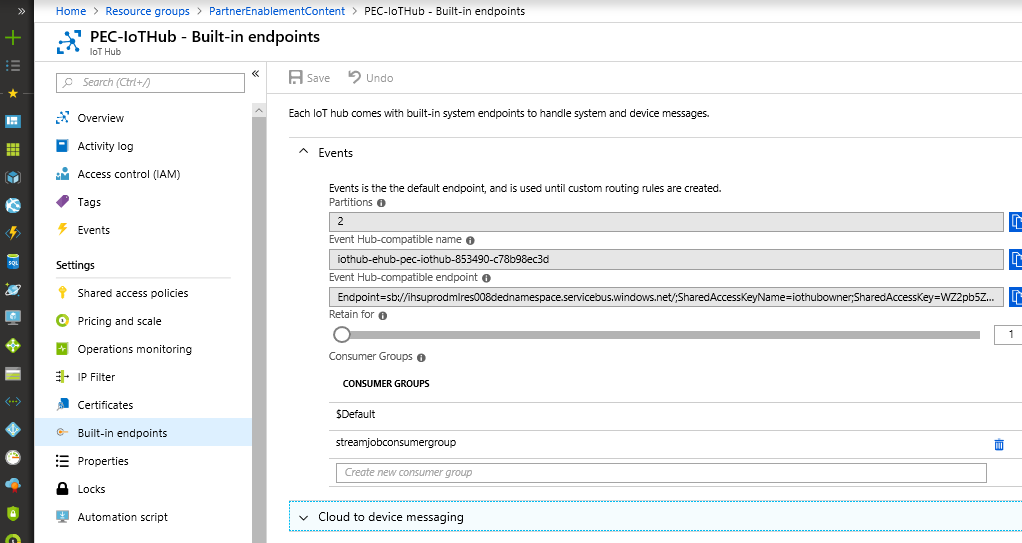 Home > Resource groups > PartnerEnablementContent > PEC-IoTHub - Built-in endpoints
PEC-IoTHub - Built-in endpoints
IoT Hub
Search (Ctrl+/)
Overview
Activity log
Access control (IAM)
Tags
Events
Settings
Shared access policies
Pricing and scale
Operations monitoring
IP Filter
Certificates
Built-in endpoints
Properties
Locks
Automation script
Save Undo
Each IoT hub comes with built-in system endpoints to handle system and device messages.
Events
Events is the the default endpoint, and is used until custom routing rules are created.
Partitions
2
Event Hub-compatible name
iothub-ehub-pec-iothub-853490-c78b98ec3d
Event Hub-compatible endpoint
Endpoint=sb://ihsuprodmlres008dednamespace.servicebus.windows.net/;SharedAccessKeyName=iothubowner;SharedAccessKey=WZ2pb5Z...
Retain for
1
Consumer Groups
CONSUMER GROUPS
$Default
streamjobconsumergroup
Create new consumer group
Cloud to device messaging